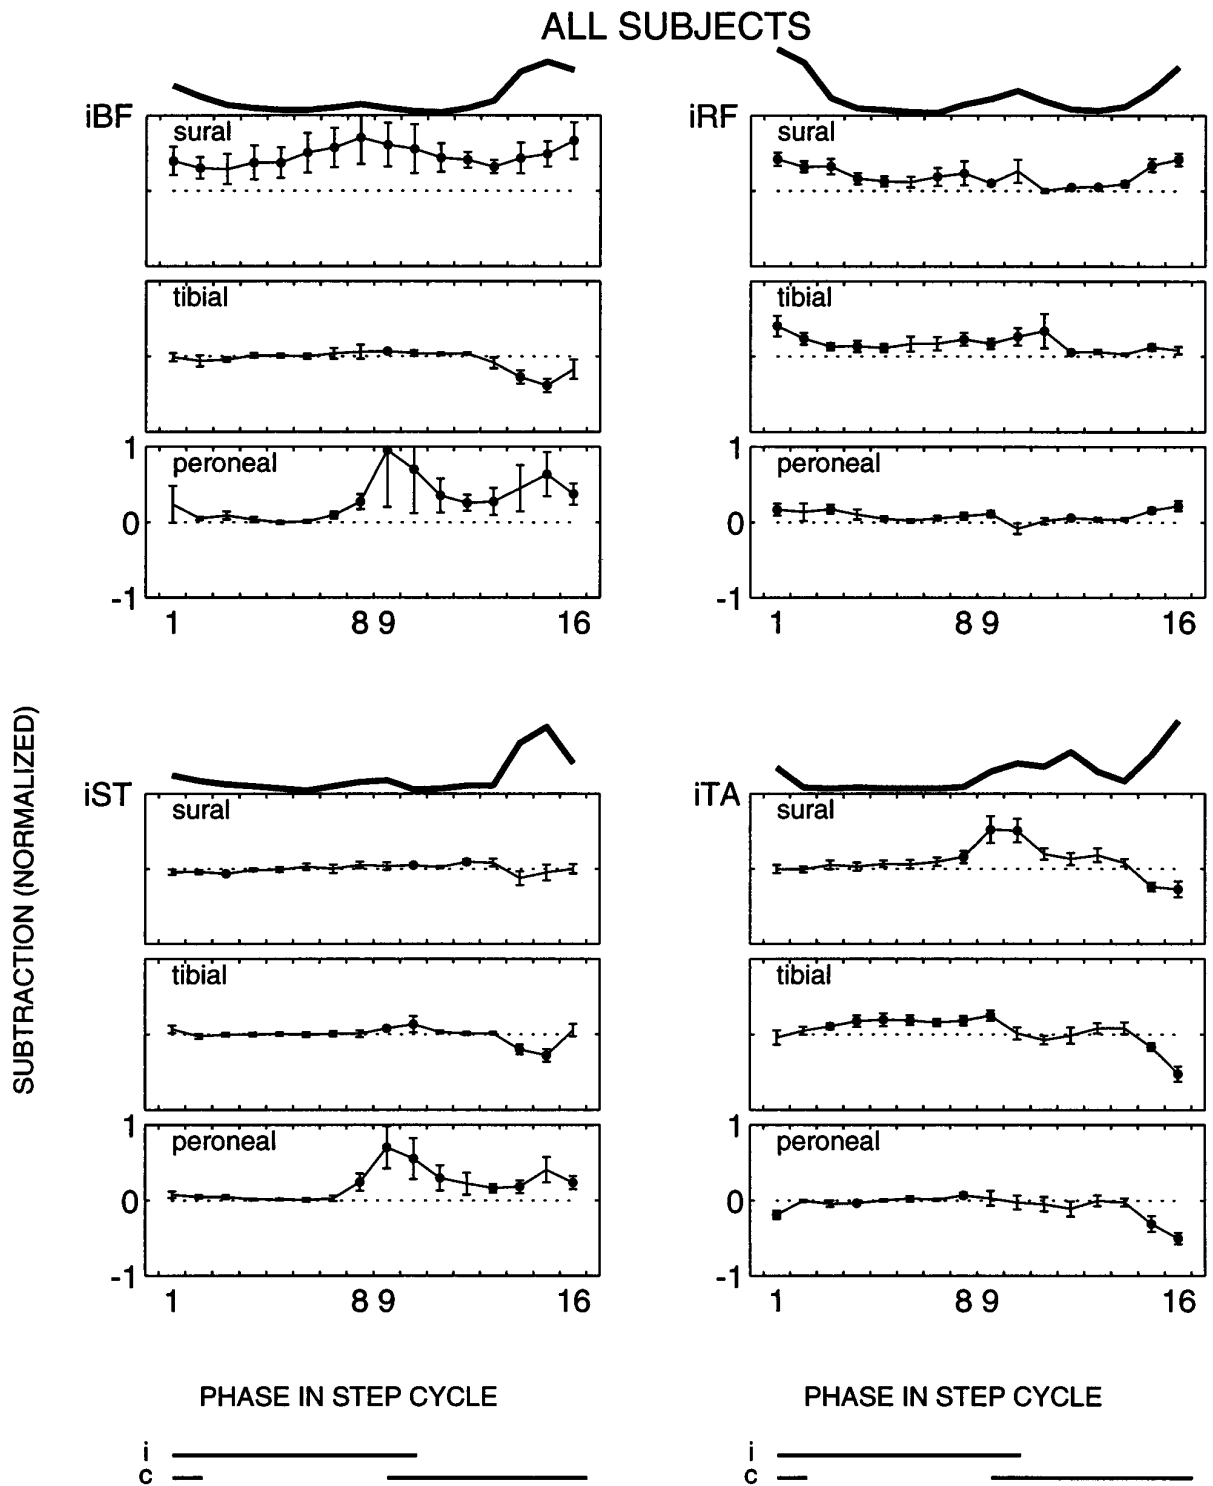 ALL SUBJECTS
iBF
sural
tibial
1
peroneal
0
-1
1 8 9 16
iRF
sural
tibial
1
peroneal
0
-1
1 8 9 16
SUBTRACTION (NORMALIZED)
iST
sural
tibial
1
peroneal
0
-1
1 8 9 16
iTA
sural
tibial
1
peroneal
0
-1
1 8 9 16
PHASE IN STEP CYCLE
i
c
PHASE IN STEP CYCLE
i
c